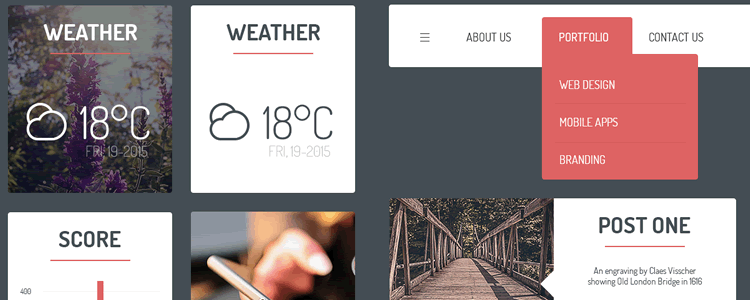 WEATHER
18°C
FRI, 19-2015
WEATHER
18°C
FRI, 19-2015
ABOUT US
PORTFOLIO
CONTACT US
WEB DESIGN
MOBILE APPS
BRANDING
SCORE
400
POST ONE
An engraving by Claes Visscher
showing Old London Bridge in 1616